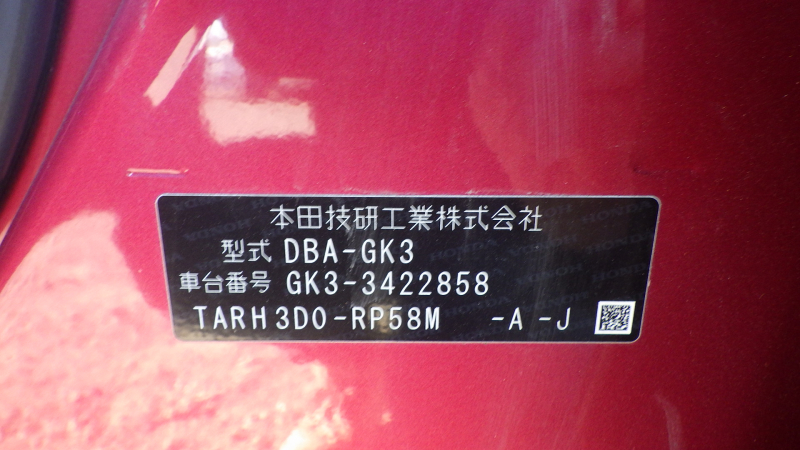 本田技研工業株式会社
型式 DBA-GK3
車台番号 GK3-3422858
TARH3D0-RP58M -A -J